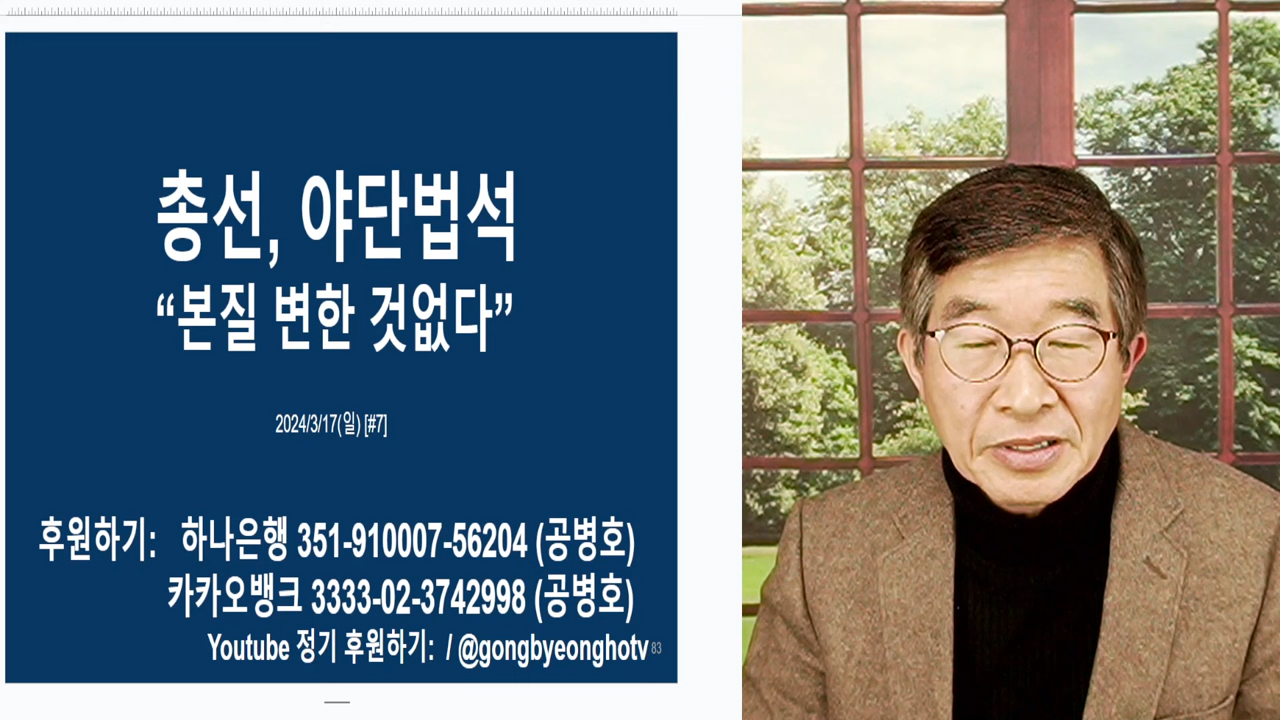 총선, 야단법석
“본질 변한 것없다”
2024/3/17(일) [#7]
후원하기: 하나은행 351-910007-56204 (공병호)
카카오뱅크 3333-02-3742998 (공병호)
Youtube 정기 후원하기: / @gongbyeonghotv
83